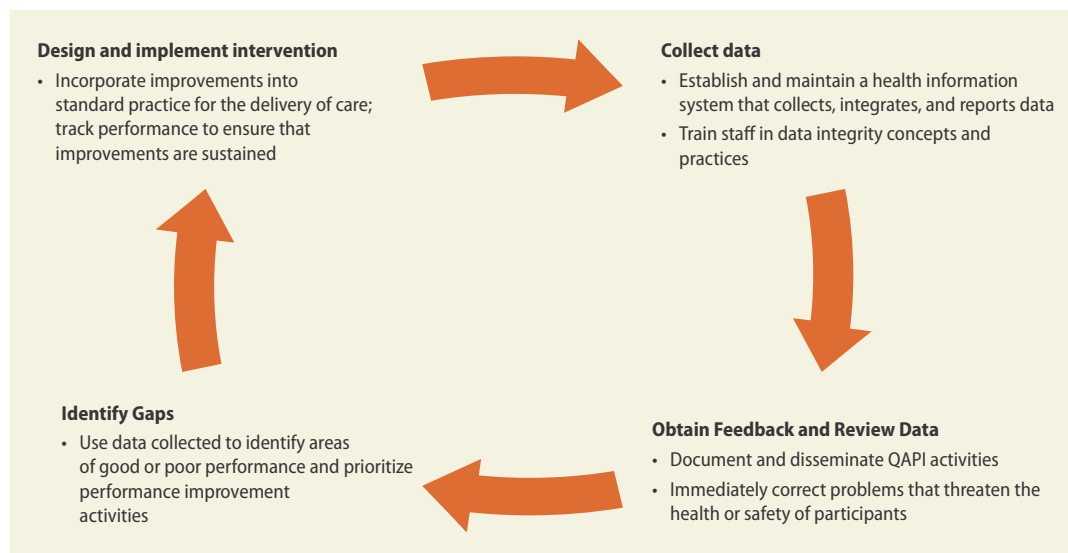 Design and implement intervention
• Incorporate improvements into
standard practice for the delivery of care;
track performance to ensure that
improvements are sustained
Collect data
• Establish and maintain a health information
system that collects, integrates, and reports data
• Train staff in data integrity concepts and
practices
Obtain Feedback and Review Data
• Document and disseminate QAPI activities
• Immediately correct problems that threaten the
health or safety of participants
Identify Gaps
• Use data collected to identify areas
of good or poor performance and prioritize
performance improvement
activities